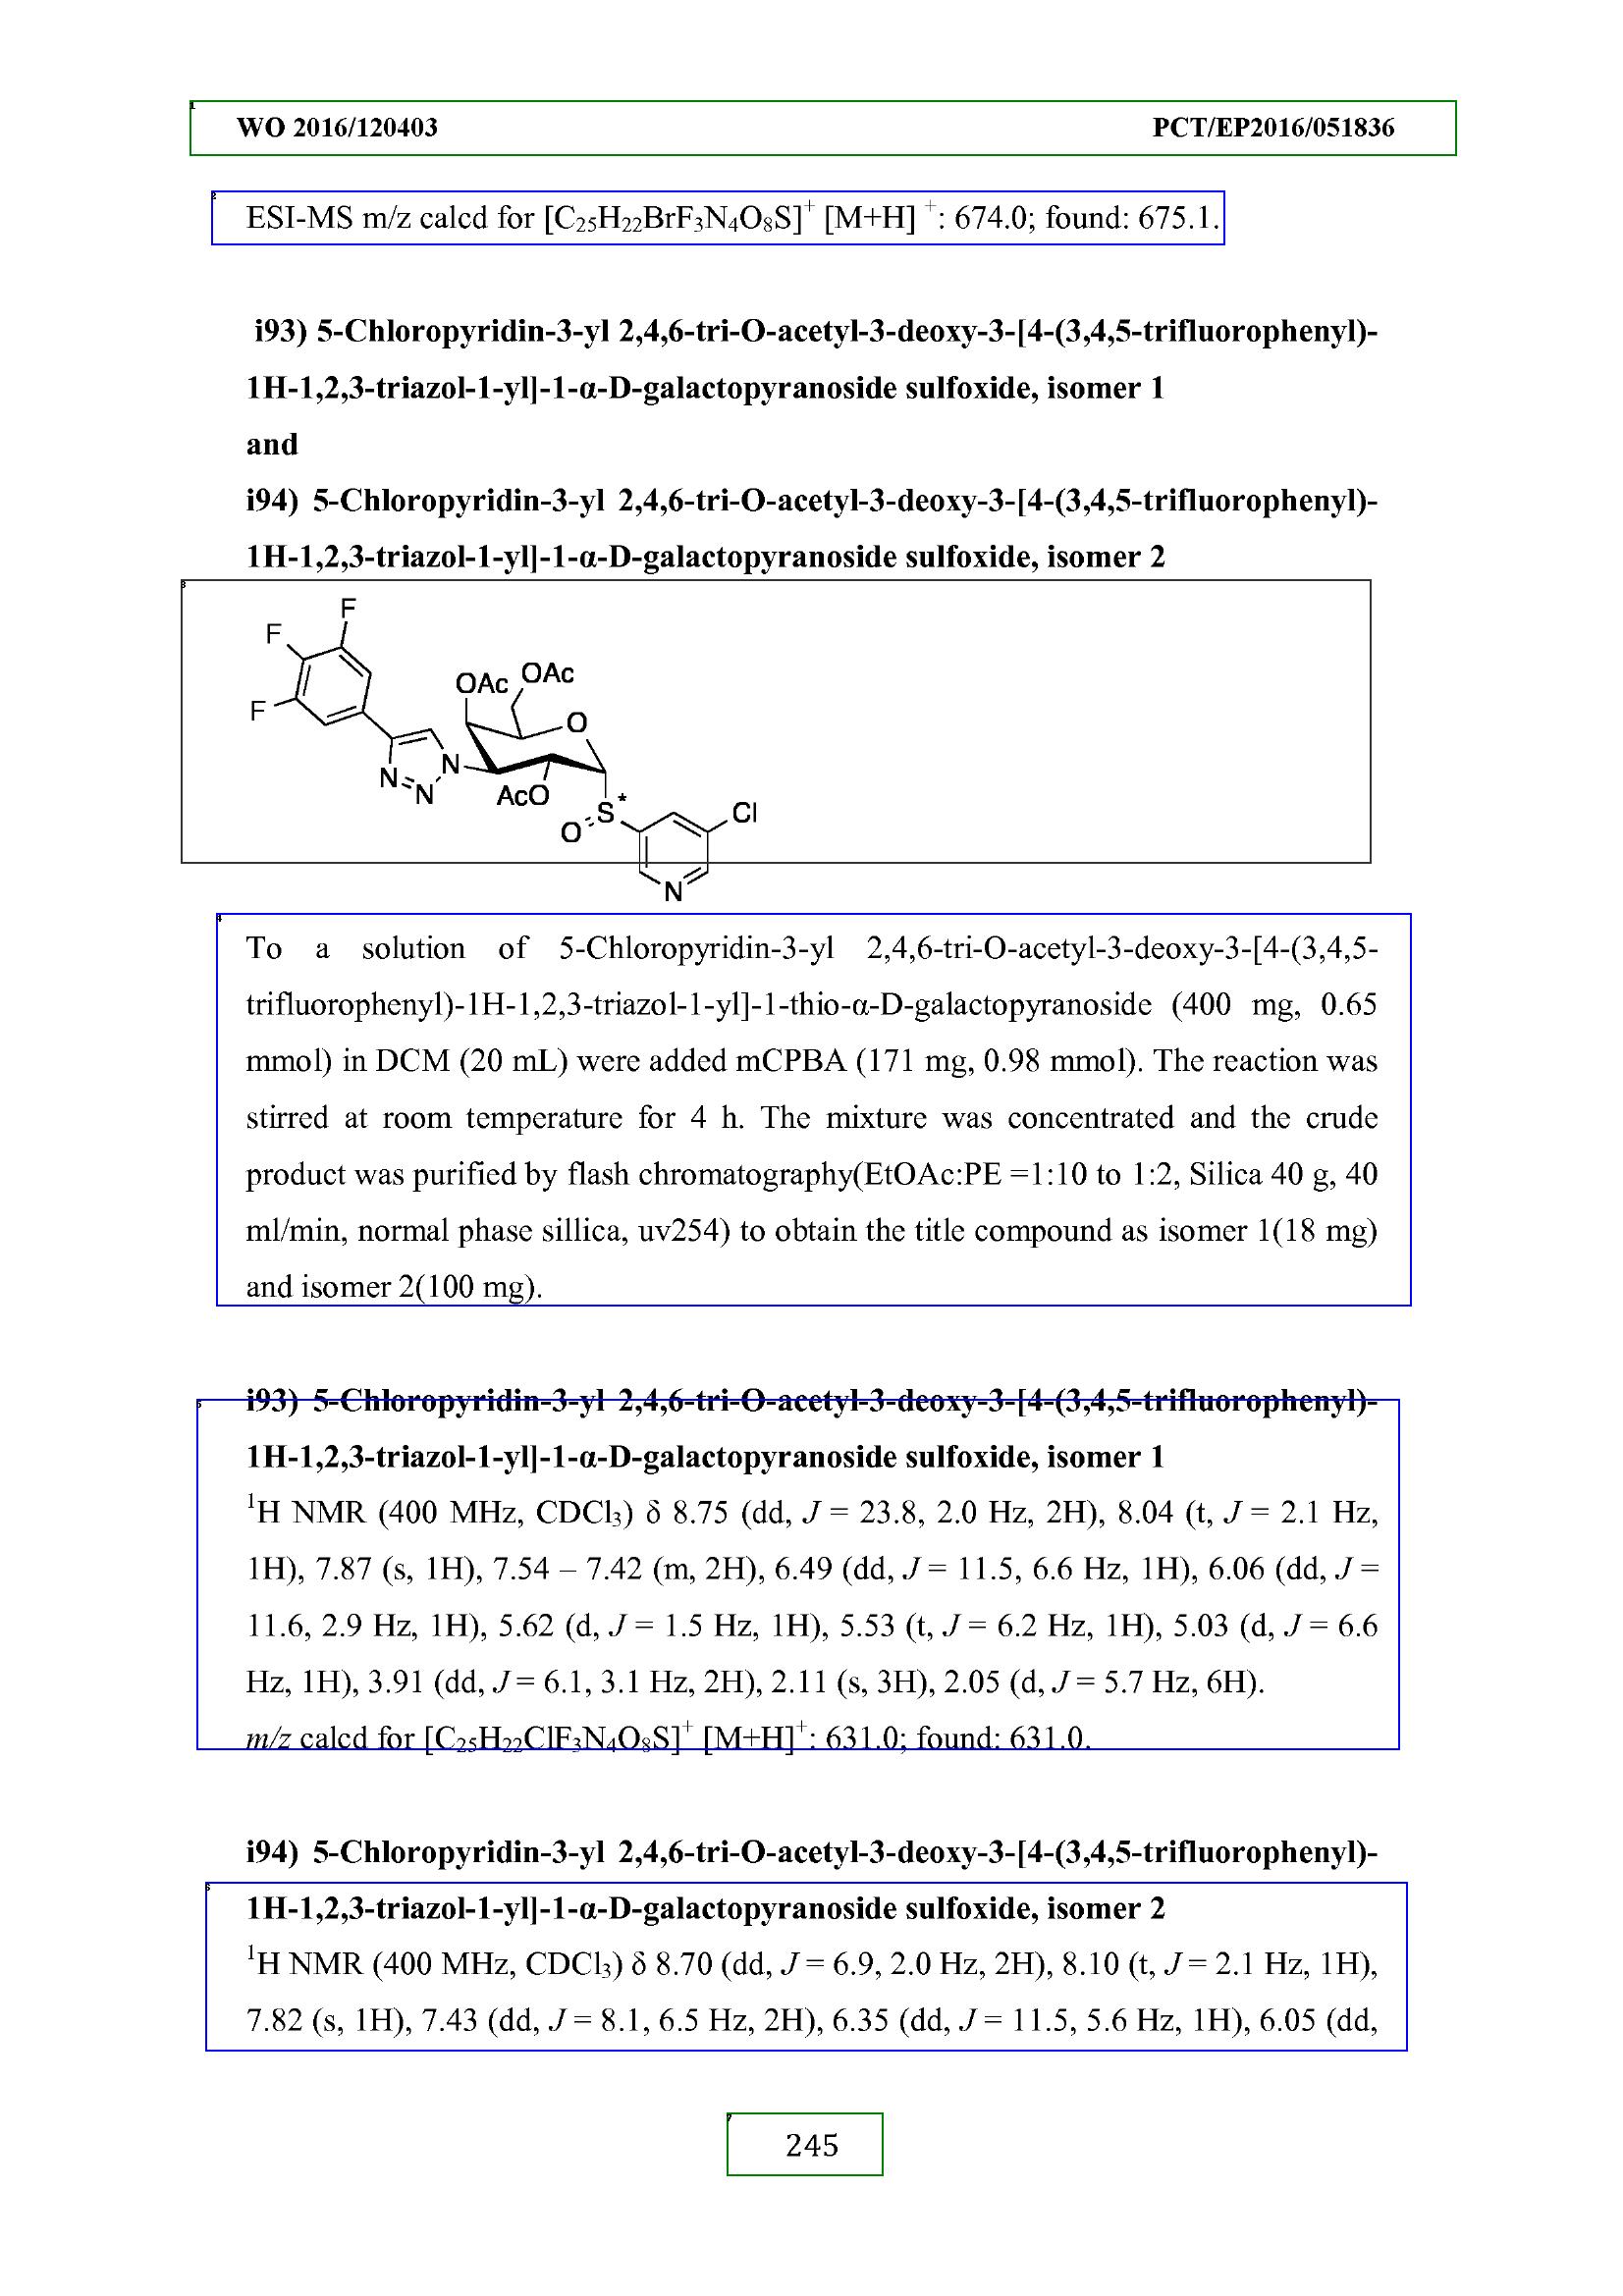 WO 2016/120403 PCT/EP2016/051836
ESI-MS m/z calcd for [C₂₅H₂₂BrF₃N₄O₈S]⁺ [M+H] ⁺: 674.0; found: 675.1.
i93) 5-Chloropyridin-3-yl 2,4,6-tri-O-acetyl-3-deoxy-3-[4-(3,4,5-trifluorophenyl)-
1H-1,2,3-triazol-1-yl]-1-α-D-galactopyranoside sulfoxide, isomer 1
and
i94) 5-Chloropyridin-3-yl 2,4,6-tri-O-acetyl-3-deoxy-3-[4-(3,4,5-trifluorophenyl)-
1H-1,2,3-triazol-1-yl]-1-α-D-galactopyranoside sulfoxide, isomer 2
F
F
OAc
OAc
F
O
N
N
N
AcO
S*
Cl
O
N
To a solution of 5-Chloropyridin-3-yl 2,4,6-tri-O-acetyl-3-deoxy-3-[4-(3,4,5-
trifluorophenyl)-1H-1,2,3-triazol-1-yl]-1-thio-α-D-galactopyranoside (400 mg, 0.65
mmol) in DCM (20 mL) were added mCPBA (171 mg, 0.98 mmol). The reaction was
stirred at room temperature for 4 h. The mixture was concentrated and the crude
product was purified by flash chromatography(EtOAc:PE =1:10 to 1:2, Silica 40 g, 40
ml/min, normal phase sillica, uv254) to obtain the title compound as isomer 1(18 mg)
and isomer 2(100 mg).
i93) 5-Chloropyridin-3-yl 2,4,6-tri-O-acetyl-3-deoxy-3-[4-(3,4,5-trifluorophenyl)-
1H-1,2,3-triazol-1-yl]-1-α-D-galactopyranoside sulfoxide, isomer 1
¹H NMR (400 MHz, CDCl₃) δ 8.75 (dd, J = 23.8, 2.0 Hz, 2H), 8.04 (t, J = 2.1 Hz,
1H), 7.87 (s, 1H), 7.54 – 7.42 (m, 2H), 6.49 (dd, J = 11.5, 6.6 Hz, 1H), 6.06 (dd, J =
11.6, 2.9 Hz, 1H), 5.62 (d, J = 1.5 Hz, 1H), 5.53 (t, J = 6.2 Hz, 1H), 5.03 (d, J = 6.6
Hz, 1H), 3.91 (dd, J = 6.1, 3.1 Hz, 2H), 2.11 (s, 3H), 2.05 (d, J = 5.7 Hz, 6H).
m/z calcd for [C₂₅H₂₂ClF₃N₄O₈S]⁺ [M+H]⁺: 631.0; found: 631.0.
i94) 5-Chloropyridin-3-yl 2,4,6-tri-O-acetyl-3-deoxy-3-[4-(3,4,5-trifluorophenyl)-
1H-1,2,3-triazol-1-yl]-1-α-D-galactopyranoside sulfoxide, isomer 2
¹H NMR (400 MHz, CDCl₃) δ 8.70 (dd, J = 6.9, 2.0 Hz, 2H), 8.10 (t, J = 2.1 Hz, 1H),
7.82 (s, 1H), 7.43 (dd, J = 8.1, 6.5 Hz, 2H), 6.35 (dd, J = 11.5, 5.6 Hz, 1H), 6.05 (dd,
245